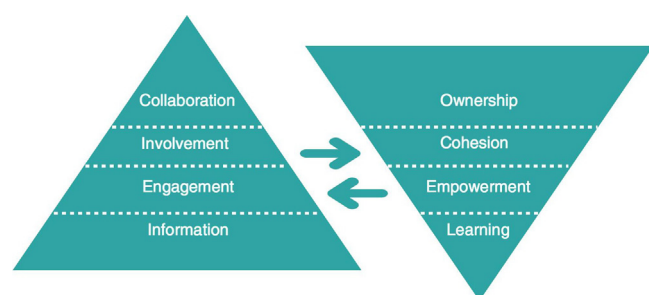 Collaboration
Involvement
Engagement
Information
Ownership
Cohesion
Empowerment
Learning